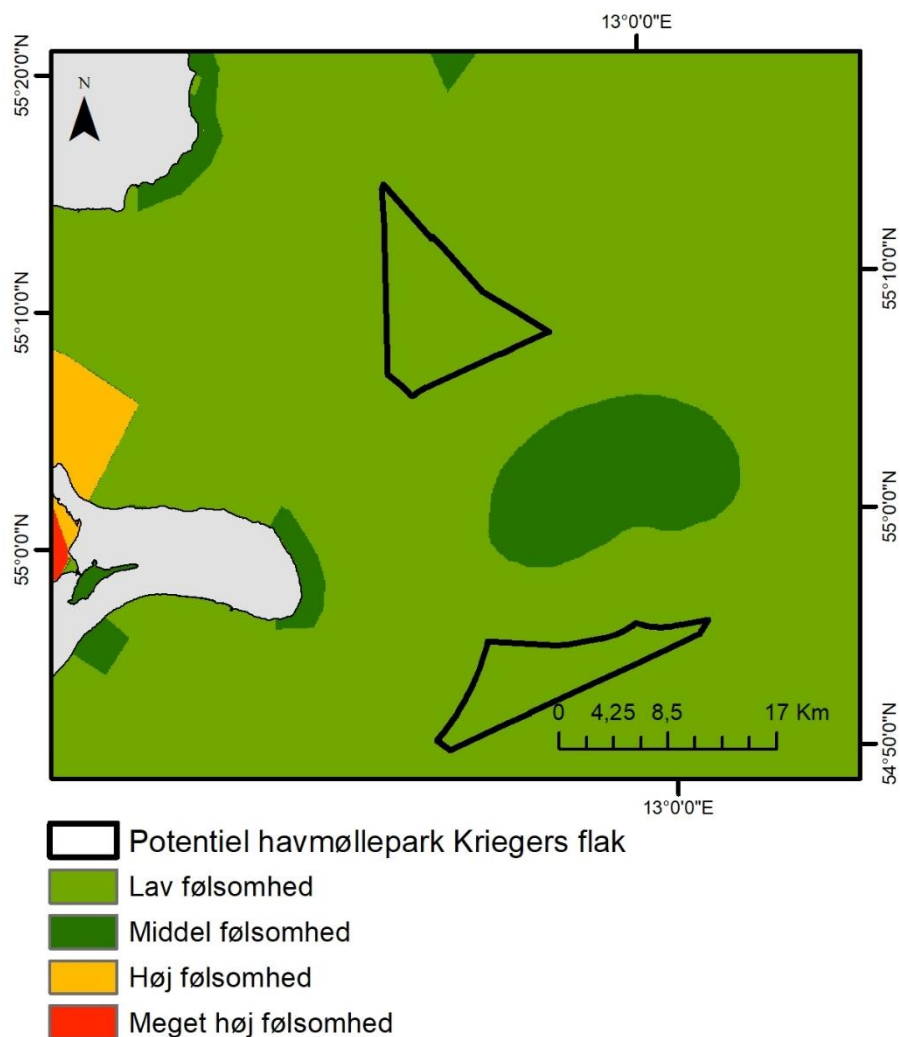 13°0'0"E
55°20'0"N
N
55°10'0"N
55°10'0"N
55°0'0"N
55°0'0"N
0 4,25 8,5 17 Km
54°50'0"N
13°0'0"E
Potentiel havmøllepark Kriegers flak
Lav følsomhed
Middel følsomhed
Høj følsomhed
Meget høj følsomhed